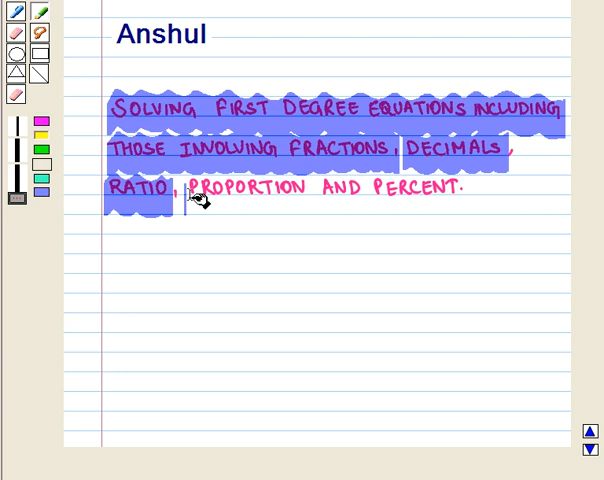 Anshul
SOLVING FIRST DEGREE EQUATIONS INCLUDING
THOSE INVOLVING FRACTIONS, DECIMALS,
RATIO, PROPORTION AND PERCENT.